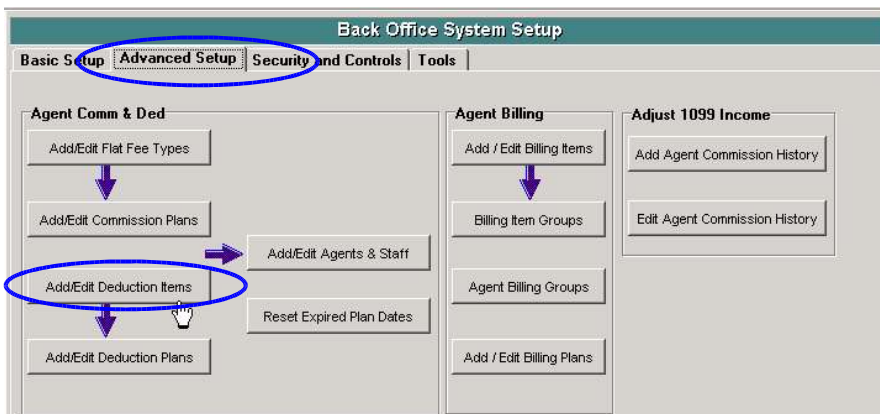 Back Office System Setup
Basic Setup Advanced Setup Security and Controls Tools
Agent Comm & Ded
Add/Edit Flat Fee Types
Add/Edit Commission Plans
Add/Edit Agents & Staff
Add/Edit Deduction Items
Reset Expired Plan Dates
Add/Edit Deduction Plans
Agent Billing
Add / Edit Billing Items
Billing Item Groups
Agent Billing Groups
Add / Edit Billing Plans
Adjust 1099 Income
Add Agent Commission History
Edit Agent Commission History